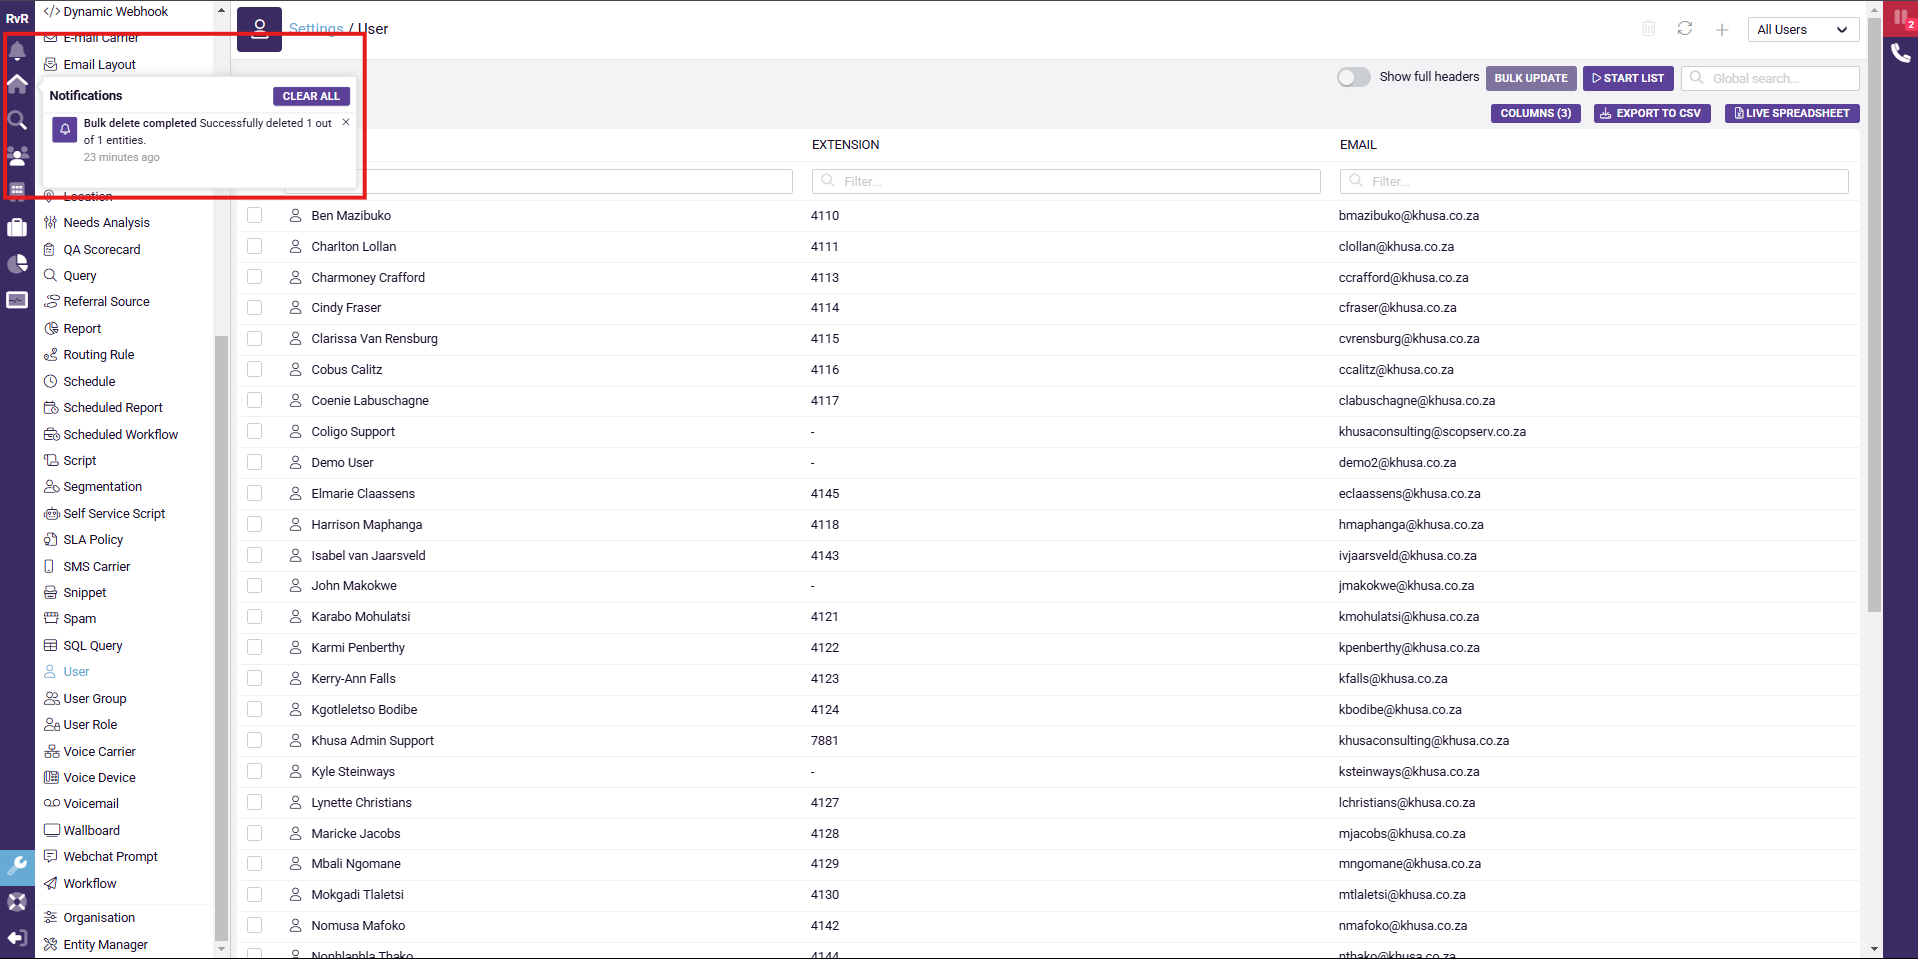 RvR
Dynamic Webhook
E-mail Carrier
Email Layout
Notifications
CLEAR ALL
Bulk delete completed Successfully deleted 1 out
of 1 entities.
23 minutes ago
Location
Needs Analysis
QA Scorecard
Query
Referral Source
Report
Routing Rule
Schedule
Scheduled Report
Scheduled Workflow
Script
Segmentation
Self Service Script
SLA Policy
SMS Carrier
Snippet
Spam
SQL Query
User
User Group
User Role
Voice Carrier
Voice Device
Voicemail
Wallboard
Webchat Prompt
Workflow
Organisation
Entity Manager
Settings / User
All Users
2
Show full headers
BULK UPDATE
START LIST
Global search...
COLUMNS (3)
EXPORT TO CSV
LIVE SPREADSHEET
EXTENSION EMAIL
Filter... Filter...
Ben Mazibuko 4110 bmazibuko@khusa.co.za
Charlton Lollan 4111 clollan@khusa.co.za
Charmoney Crafford 4113 ccrafford@khusa.co.za
Cindy Fraser 4114 cfraser@khusa.co.za
Clarissa Van Rensburg 4115 cvrensburg@khusa.co.za
Cobus Calitz 4116 ccalitz@khusa.co.za
Coenie Labuschagne 4117 clabuschagne@khusa.co.za
Coligo Support - khusaconsulting@scopserv.co.za
Demo User - demo2@khusa.co.za
Elmarie Claassens 4145 eclaassens@khusa.co.za
Harrison Maphanga 4118 hmaphanga@khusa.co.za
Isabel van Jaarsveld 4143 ivjaarsveld@khusa.co.za
John Makokwe - jmakokwe@khusa.co.za
Karabo Mohulatsi 4121 kmohulatsi@khusa.co.za
Karmi Penberthy 4122 kpenberthy@khusa.co.za
Kerry-Ann Falls 4123 kfalls@khusa.co.za
Kgotleletso Bodibe 4124 kbodibe@khusa.co.za
Khusa Admin Support 7881 khusaconsulting@khusa.co.za
Kyle Steinways - ksteinways@khusa.co.za
Lynette Christians 4127 lchristians@khusa.co.za
Maricke Jacobs 4128 mjacobs@khusa.co.za
Mbali Ngomane 4129 mngomane@khusa.co.za
Mokgadi Tlaletsi 4130 mtlaletsi@khusa.co.za
Nomusa Mafoko 4142 nmafoko@khusa.co.za
Nonhlanhla Thako 4144 nthako@khusa.co.za